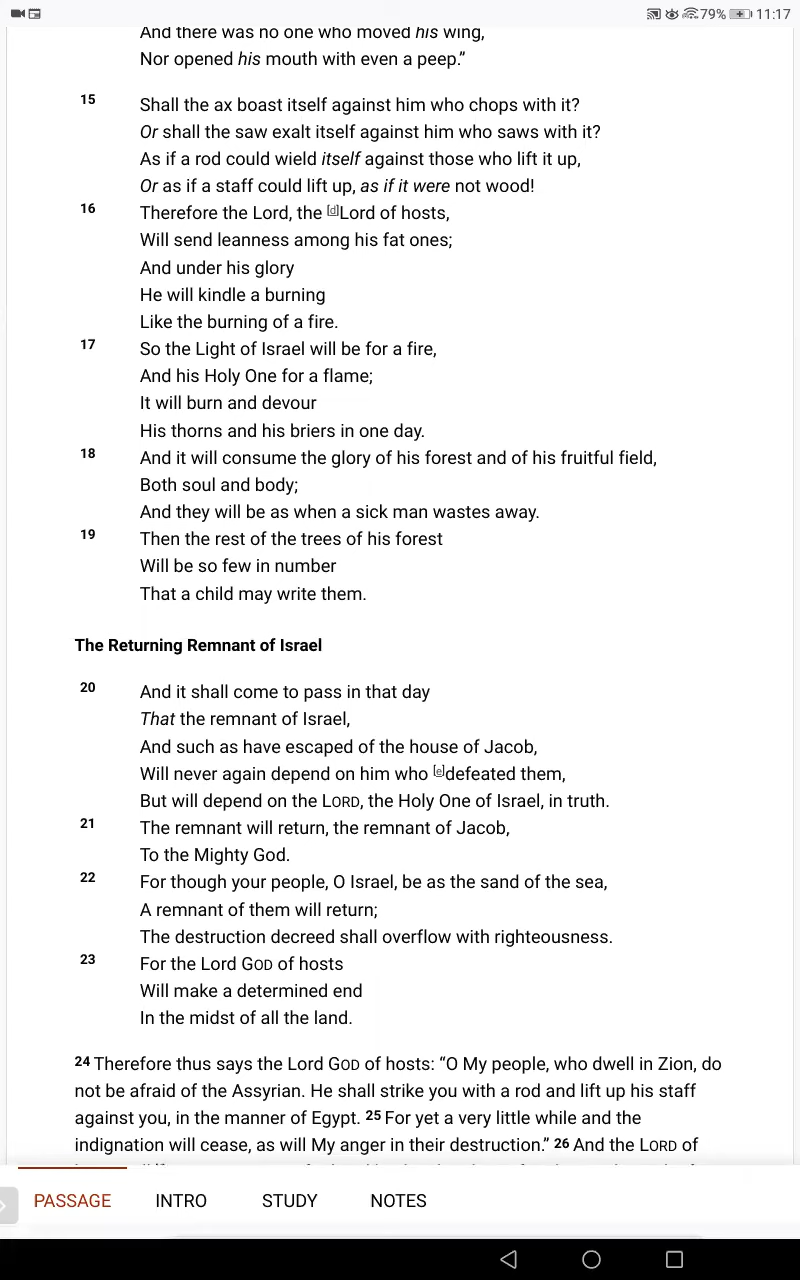 79% 11:17
And there was no one who moved his wing,
Nor opened his mouth with even a peep.”
15 Shall the ax boast itself against him who chops with it?
Or shall the saw exalt itself against him who saws with it?
As if a rod could wield itself against those who lift it up,
Or as if a staff could lift up, as if it were not wood!
16 Therefore the Lord, the [d]Lord of hosts,
Will send leanness among his fat ones;
And under his glory
He will kindle a burning
Like the burning of a fire.
17 So the Light of Israel will be for a fire,
And his Holy One for a flame;
It will burn and devour
His thorns and his briers in one day.
18 And it will consume the glory of his forest and of his fruitful field,
Both soul and body;
And they will be as when a sick man wastes away.
19 Then the rest of the trees of his forest
Will be so few in number
That a child may write them.
The Returning Remnant of Israel
20 And it shall come to pass in that day
That the remnant of Israel,
And such as have escaped of the house of Jacob,
Will never again depend on him who [e]defeated them,
But will depend on the LORD, the Holy One of Israel, in truth.
21 The remnant will return, the remnant of Jacob,
To the Mighty God.
22 For though your people, O Israel, be as the sand of the sea,
A remnant of them will return;
The destruction decreed shall overflow with righteousness.
23 For the Lord GOD of hosts
Will make a determined end
In the midst of all the land.
24 Therefore thus says the Lord GOD of hosts: “O My people, who dwell in Zion, do
not be afraid of the Assyrian. He shall strike you with a rod and lift up his staff
against you, in the manner of Egypt. 25 For yet a very little while and the
indignation will cease, as will My anger in their destruction.” 26 And the LORD of
PASSAGE INTRO STUDY NOTES